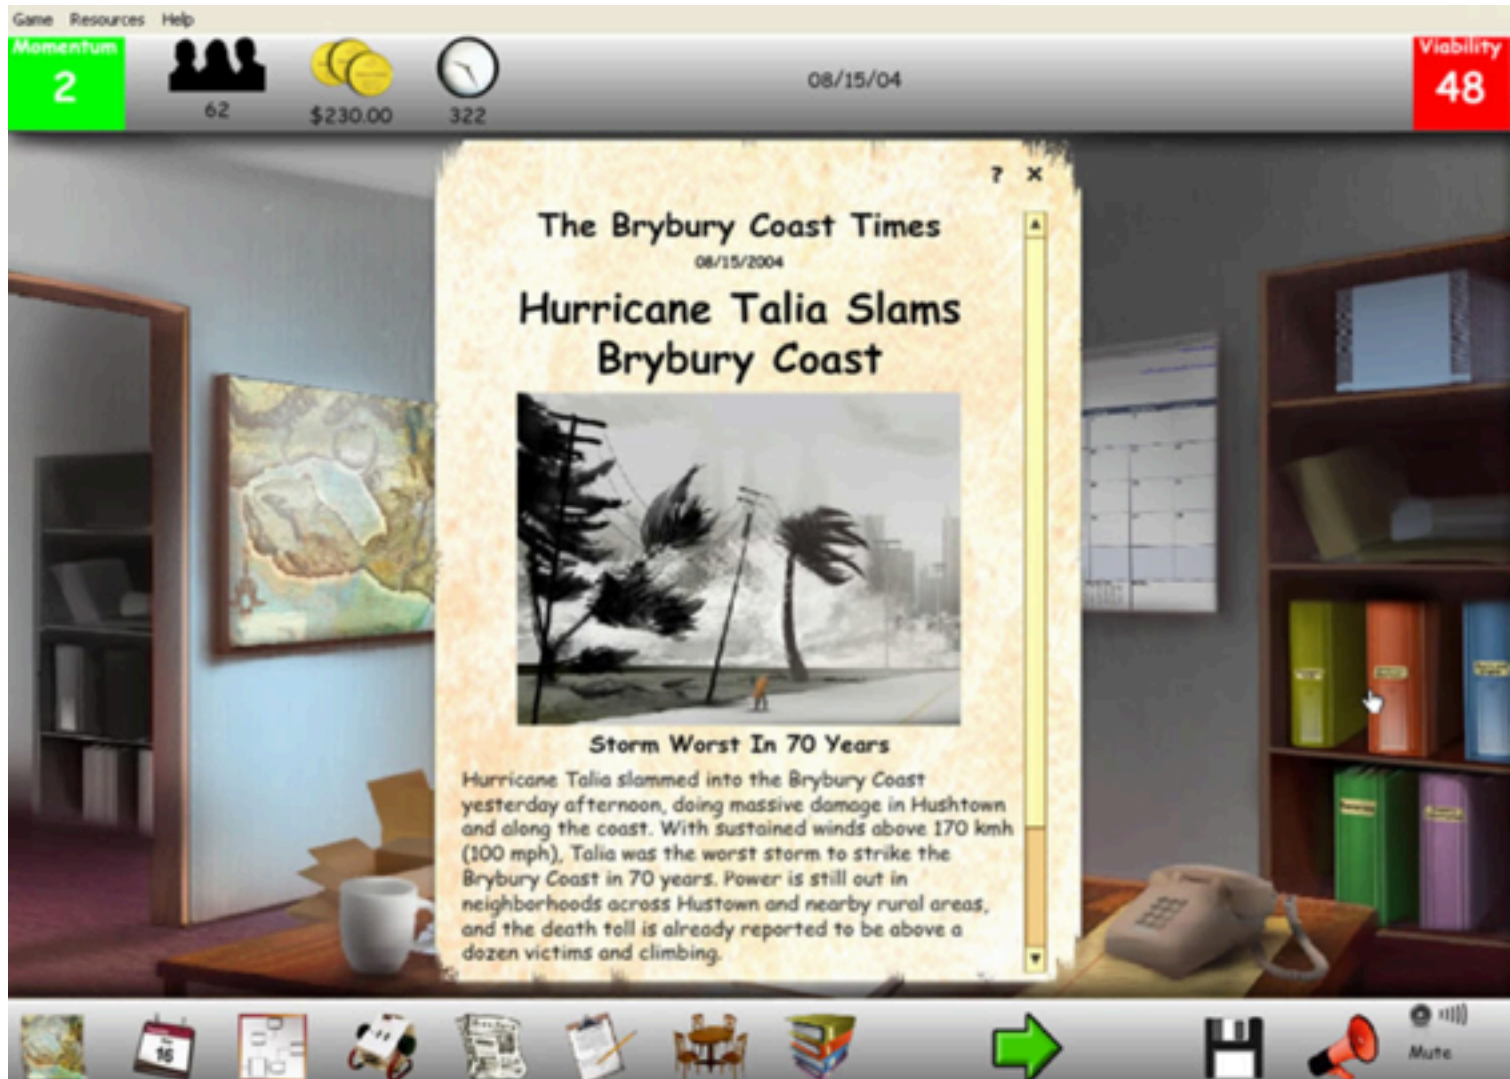 Game Resources Help
Momentum
2
62
$230.00
322
08/15/04
Viability
48
? X
The Brybury Coast Times
08/15/2004
Hurricane Talia Slams
Brybury Coast
Storm Worst In 70 Years
Hurricane Talia slammed into the Brybury Coast
yesterday afternoon, doing massive damage in Hushtown
and along the coast. With sustained winds above 170 kmh
(100 mph), Talia was the worst storm to strike the
Brybury Coast in 70 years. Power is still out in
neighborhoods across Hustown and nearby rural areas,
and the death toll is already reported to be above a
dozen victims and climbing.
16
Mute